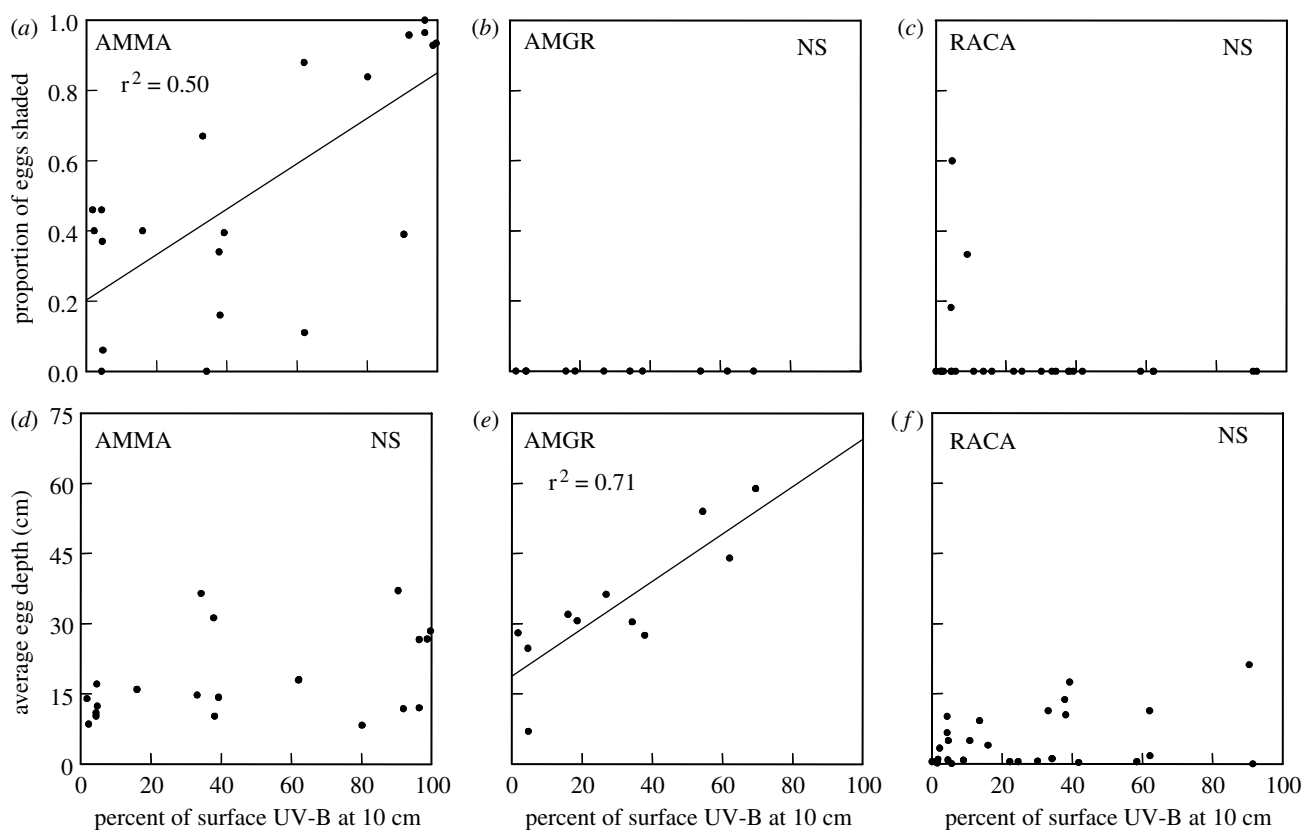 (a) AMMA
r² = 0.50
1.0
0.8
0.6
0.4
0.2
0.0
proportion of eggs shaded
(b) AMGR NS
(c) RACA NS
(d) AMMA NS
75
60
45
30
15
0
average egg depth (cm)
0 20 40 60 80 100
percent of surface UV-B at 10 cm
(e) AMGR
r² = 0.71
0 20 40 60 80 100
percent of surface UV-B at 10 cm
(f) RACA NS
0 20 40 60 80 100
percent of surface UV-B at 10 cm